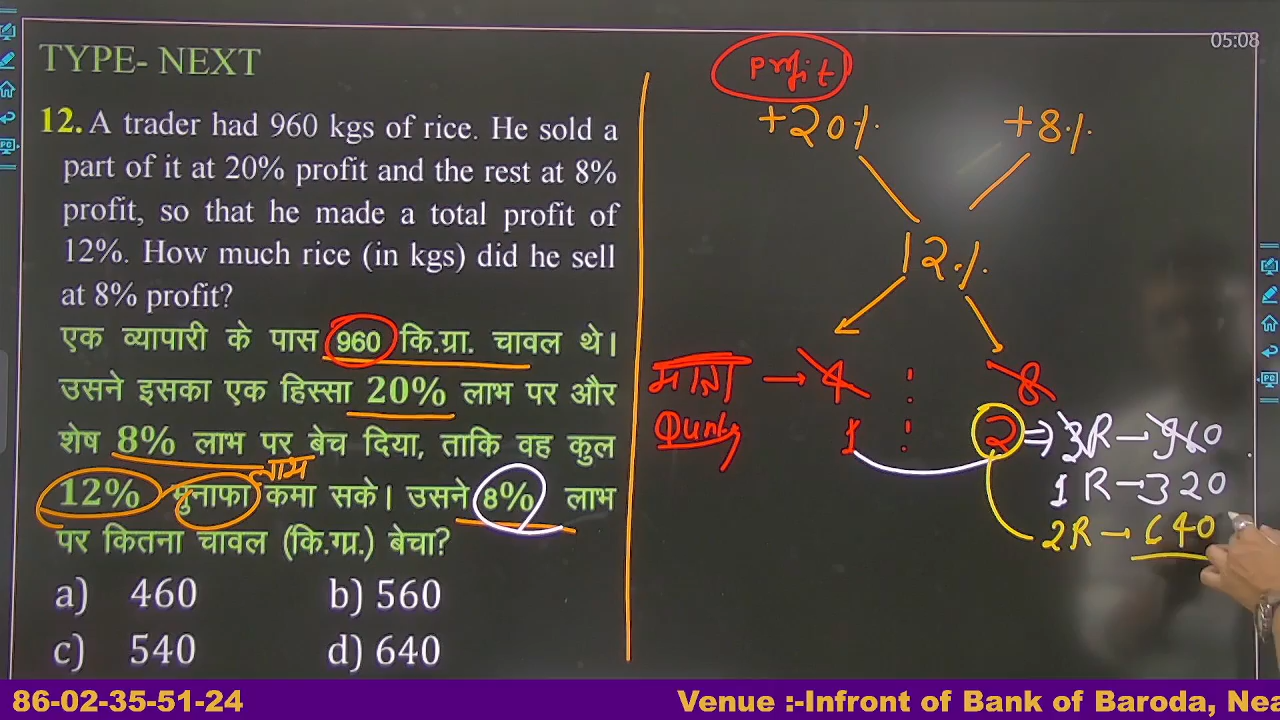 05:08
TYPE- NEXT
12. A trader had 960 kgs of rice. He sold a
part of it at 20% profit and the rest at 8%
profit, so that he made a total profit of
12%. How much rice (in kgs) did he sell
at 8% profit?
एक व्यापारी के पास 960 कि.ग्रा. चावल थे।
उसने इसका एक हिस्सा 20% लाभ पर और
शेष 8% लाभ पर बेच दिया, ताकि वह कुल
लाभ
12% मुनाफा कमा सके। उसने 8% लाभ
पर कितना चावल (कि.ग्रा.) बेचा?
a) 460 b) 560
c) 540 d) 640
Profit
+20% +8%
12%
मात्रा → 4 : 8
1 : 2 ⇒ 3R → 960
1R → 320
2R → 640
86-02-35-51-24 Venue :-Infront of Bank of Baroda, Nea